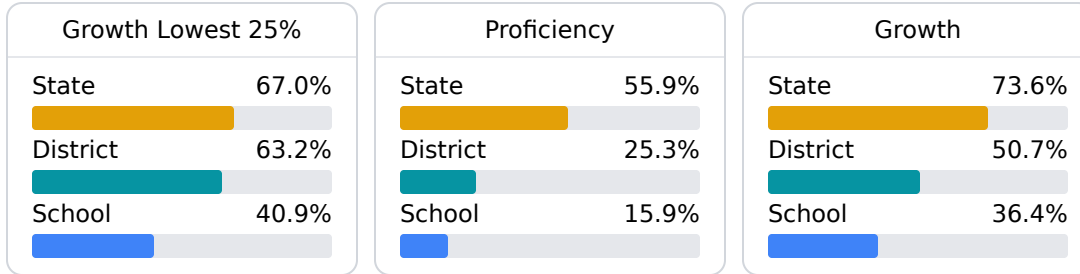 Growth Lowest 25%
State 67.0%
District 63.2%
School 40.9%
Proficiency
State 55.9%
District 25.3%
School 15.9%
Growth
State 73.6%
District 50.7%
School 36.4%